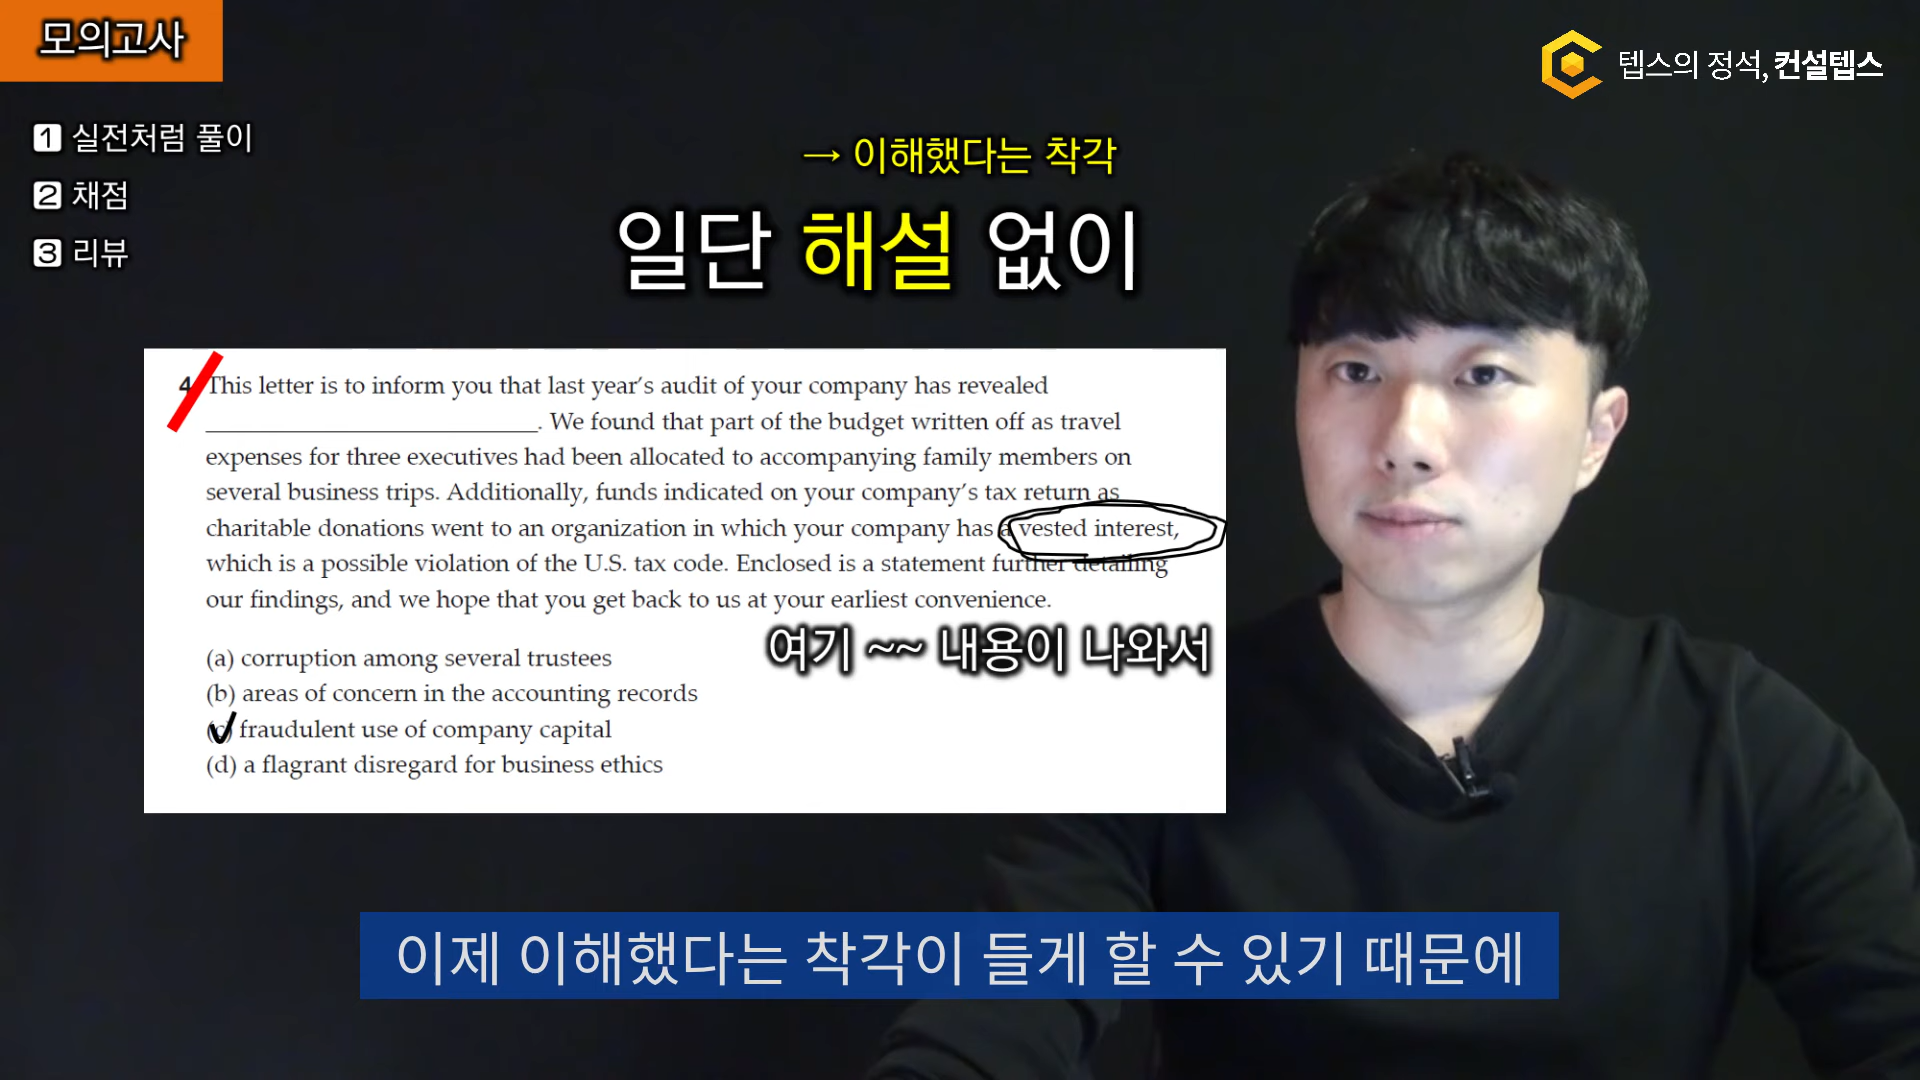 모의고사
텝스의 정석, 컨설텝스
1 실전처럼 풀이
2 채점
3 리뷰
→ 이해했다는 착각
일단 해설 없이
4 This letter is to inform you that last year's audit of your company has revealed
____________________. We found that part of the budget written off as travel
expenses for three executives had been allocated to accompanying family members on
several business trips. Additionally, funds indicated on your company's tax return as
charitable donations went to an organization in which your company has a vested interest,
which is a possible violation of the U.S. tax code. Enclosed is a statement further detailing
our findings, and we hope that you get back to us at your earliest convenience.
여기 ~~ 내용이 나와서
(a) corruption among several trustees
(b) areas of concern in the accounting records
(c) fraudulent use of company capital
(d) a flagrant disregard for business ethics
이제 이해했다는 착각이 들게 할 수 있기 때문에